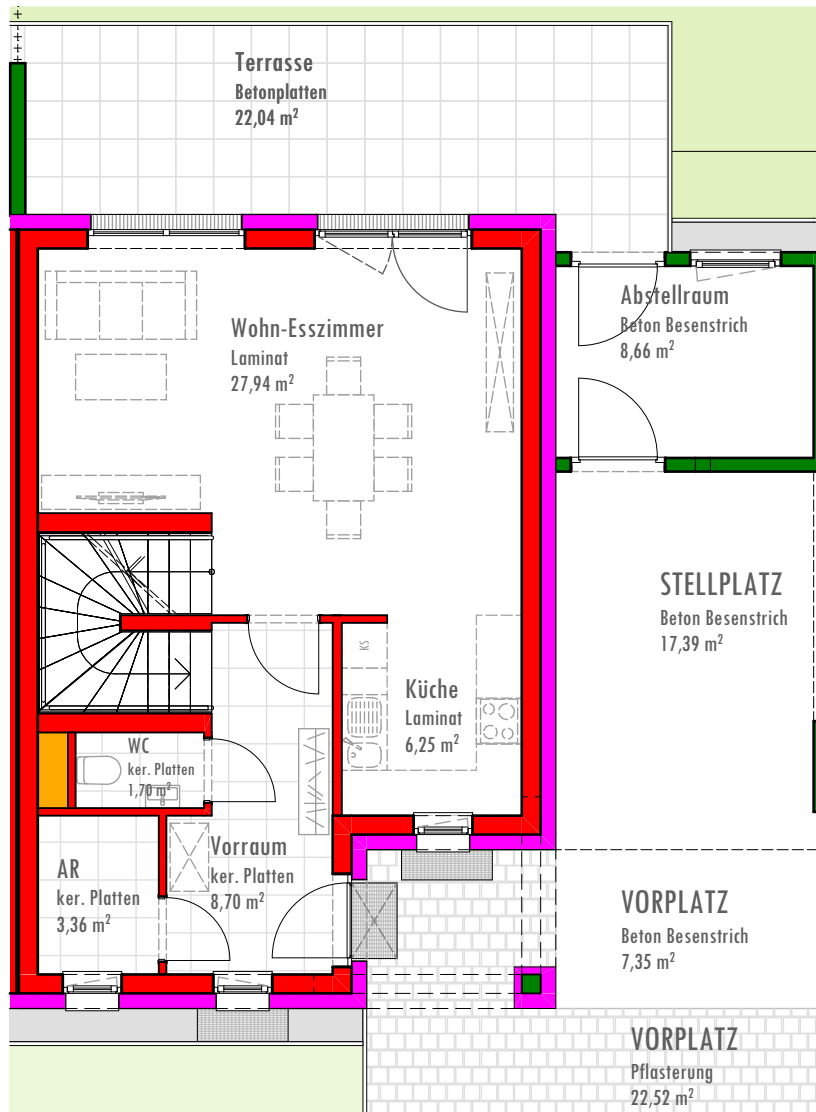 Terrasse
Betonplatten
22,04 m²
Abstellraum
Beton Besenstrich
8,66 m²
Wohn-Esszimmer
Laminat
27,94 m²
STELLPLATZ
Beton Besenstrich
17,39 m²
KS
Küche
Laminat
6,25 m²
WC
ker. Platten
1,70 m²
Vorraum
ker. Platten
8,70 m²
AR
ker. Platten
3,36 m²
VORPLATZ
Beton Besenstrich
7,35 m²
VORPLATZ
Pflasterung
22,52 m²